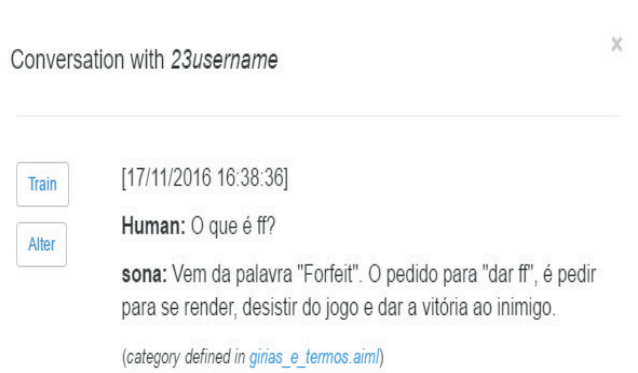 Conversation with 23username
x
Train
[17/11/2016 16:38:36]
Alter
Human: O que é ff?
sona: Vem da palavra "Forfeit". O pedido para "dar ff", é pedir
para se render, desistir do jogo e dar a vitória ao inimigo.
(category defined in girias_e_termos.aiml)